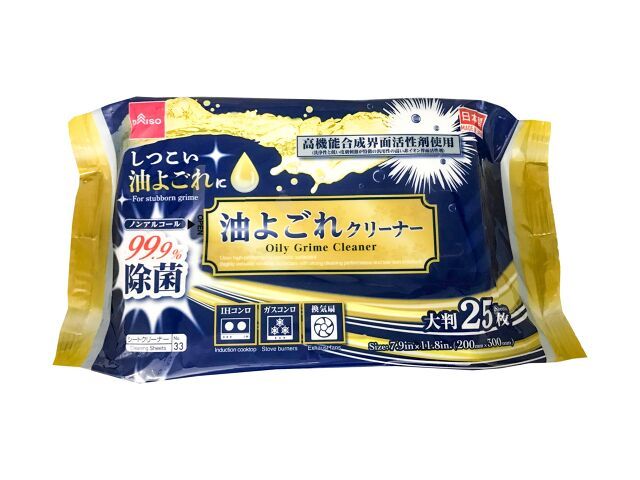 DAISO
日本製
高機能合成界面活性剤使用
しつこい
油よごれに
For stubborn grime
ノンアルコール
99.9%
除菌
OPEN
油よごれクリーナー
Oily Grime Cleaner
IHコンロ
Induction cooktop
ガスコンロ
Stove burners
換気扇
Exhaust fans
大判25枚
Size: 7.9in×11.8in. (200mm×300mm)
シートクリーナー
Cleaning Sheets
No.
33